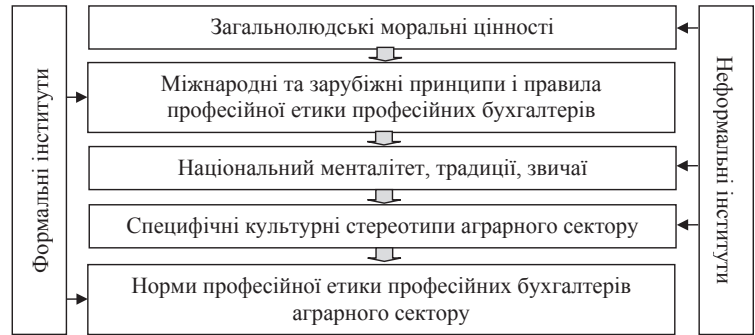 Формальні інститути
Загальнолюдські моральні цінності
Міжнародні та зарубіжні принципи і правила
професійної етики професійних бухгалтерів
Національний менталітет, традиції, звичаї
Специфічні культурні стереотипи аграрного сектору
Норми професійної етики професійних бухгалтерів
аграрного сектору
Неформальні інститути